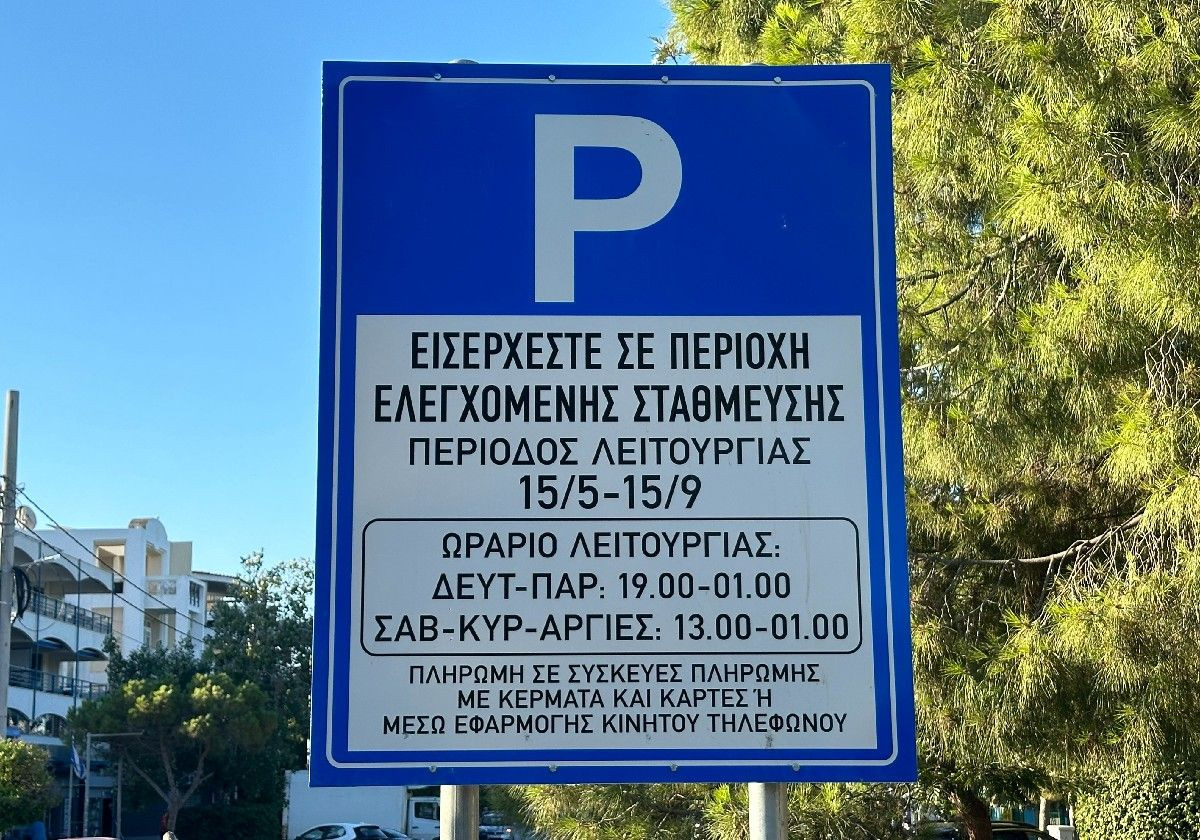 P
ΕΙΣΕΡΧΕΣΤΕ ΣΕ ΠΕΡΙΟΧΗ
ΕΛΕΓΧΟΜΕΝΗΣ ΣΤΑΘΜΕΥΣΗΣ
ΠΕΡΙΟΔΟΣ ΛΕΙΤΟΥΡΓΙΑΣ
15/5-15/9
ΩΡΑΡΙΟ ΛΕΙΤΟΥΡΓΙΑΣ:
ΔΕΥΤ-ΠΑΡ: 19.00-01.00
ΣΑΒ-ΚΥΡ-ΑΡΓΙΕΣ: 13.00-01.00
ΠΛΗΡΩΜΗ ΣΕ ΣΥΣΚΕΥΕΣ ΠΛΗΡΩΜΗΣ
ΜΕ ΚΕΡΜΑΤΑ ΚΑΙ ΚΑΡΤΕΣ Ή
ΜΕΣΩ ΕΦΑΡΜΟΓΗΣ ΚΙΝΗΤΟΥ ΤΗΛΕΦΩΝΟΥ